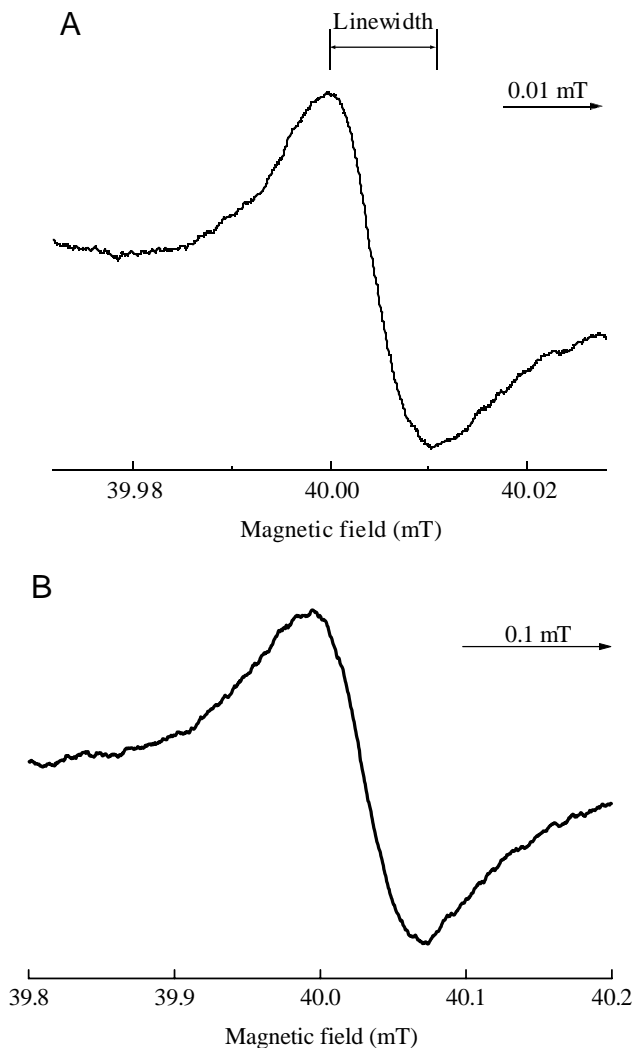 A
Linewidth
0.01 mT
39.98 40.00 40.02
Magnetic field (mT)
B
0.1 mT
39.8 39.9 40.0 40.1 40.2
Magnetic field (mT)